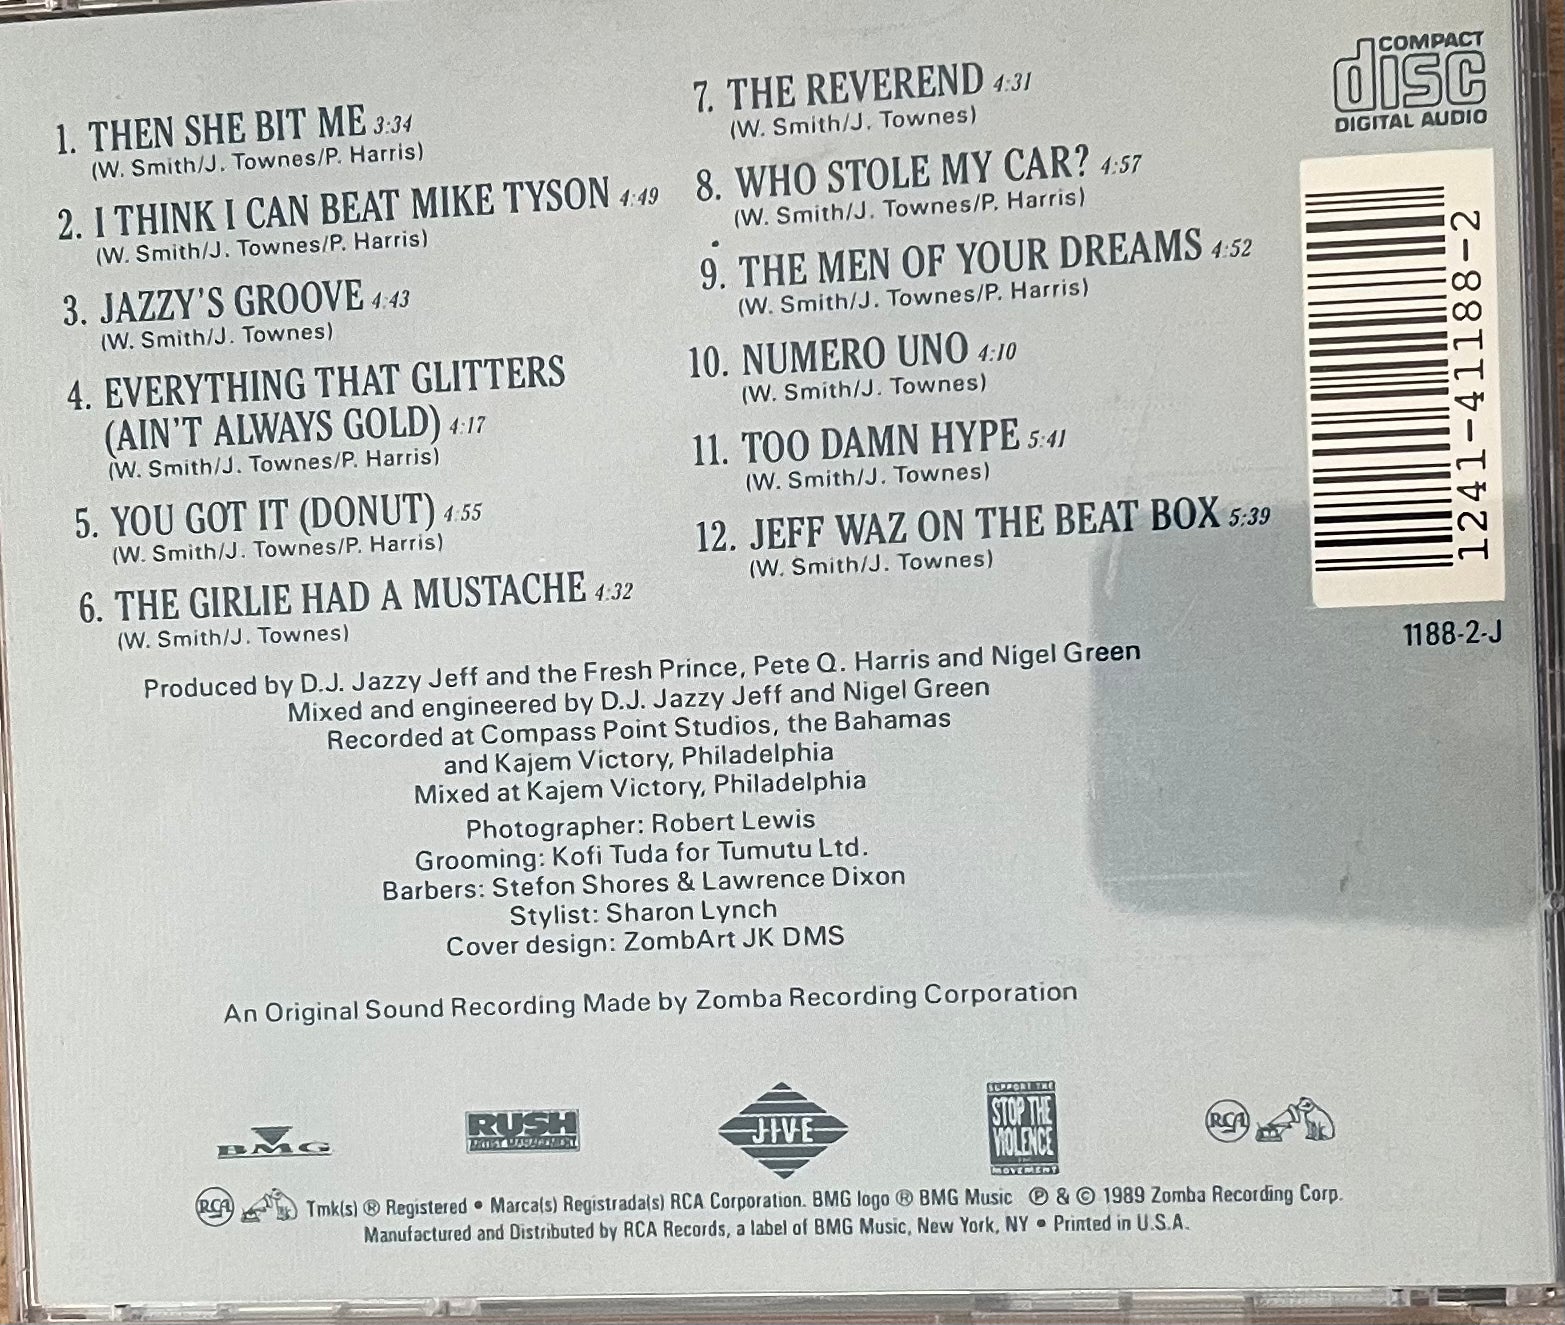 COMPACT
disc
DIGITAL AUDIO
1. THEN SHE BIT ME 3:34
(W. Smith/J. Townes/P. Harris)
2. I THINK I CAN BEAT MIKE TYSON 4:49
(W. Smith/J. Townes/P. Harris)
3. JAZZY'S GROOVE 4:43
(W. Smith/J. Townes)
4. EVERYTHING THAT GLITTERS
(AIN'T ALWAYS GOLD) 4:17
(W. Smith/J. Townes/P. Harris)
5. YOU GOT IT (DONUT) 4:55
(W. Smith/J. Townes/P. Harris)
6. THE GIRLIE HAD A MUSTACHE 4:32
(W. Smith/J. Townes)
7. THE REVEREND 4:31
(W. Smith/J. Townes)
8. WHO STOLE MY CAR? 4:57
(W. Smith/J. Townes/P. Harris)
9. THE MEN OF YOUR DREAMS 4:52
(W. Smith/J. Townes/P. Harris)
10. NUMERO UNO 4:10
(W. Smith/J. Townes)
11. TOO DAMN HYPE 5:41
(W. Smith/J. Townes)
12. JEFF WAZ ON THE BEAT BOX 5:39
(W. Smith/J. Townes)
1241-41188-2
1188-2-J
Produced by D.J. Jazzy Jeff and the Fresh Prince, Pete Q. Harris and Nigel Green
Mixed and engineered by D.J. Jazzy Jeff and Nigel Green
Recorded at Compass Point Studios, the Bahamas
and Kajem Victory, Philadelphia
Mixed at Kajem Victory, Philadelphia
Photographer: Robert Lewis
Grooming: Kofi Tuda for Tumutu Ltd.
Barbers: Stefon Shores & Lawrence Dixon
Stylist: Sharon Lynch
Cover design: ZombArt JK DMS
An Original Sound Recording Made by Zomba Recording Corporation
BMG
RUSH
ARTIST MANAGEMENT
JIVE
SUPPORT THE
STOP THE
VIOLENCE
MOVEMENT
RCA
RCA Tmk(s) ® Registered • Marca(s) Registrada(s) RCA Corporation. BMG logo ® BMG Music ℗ & © 1989 Zomba Recording Corp.
Manufactured and Distributed by RCA Records, a label of BMG Music, New York, NY • Printed in U.S.A.